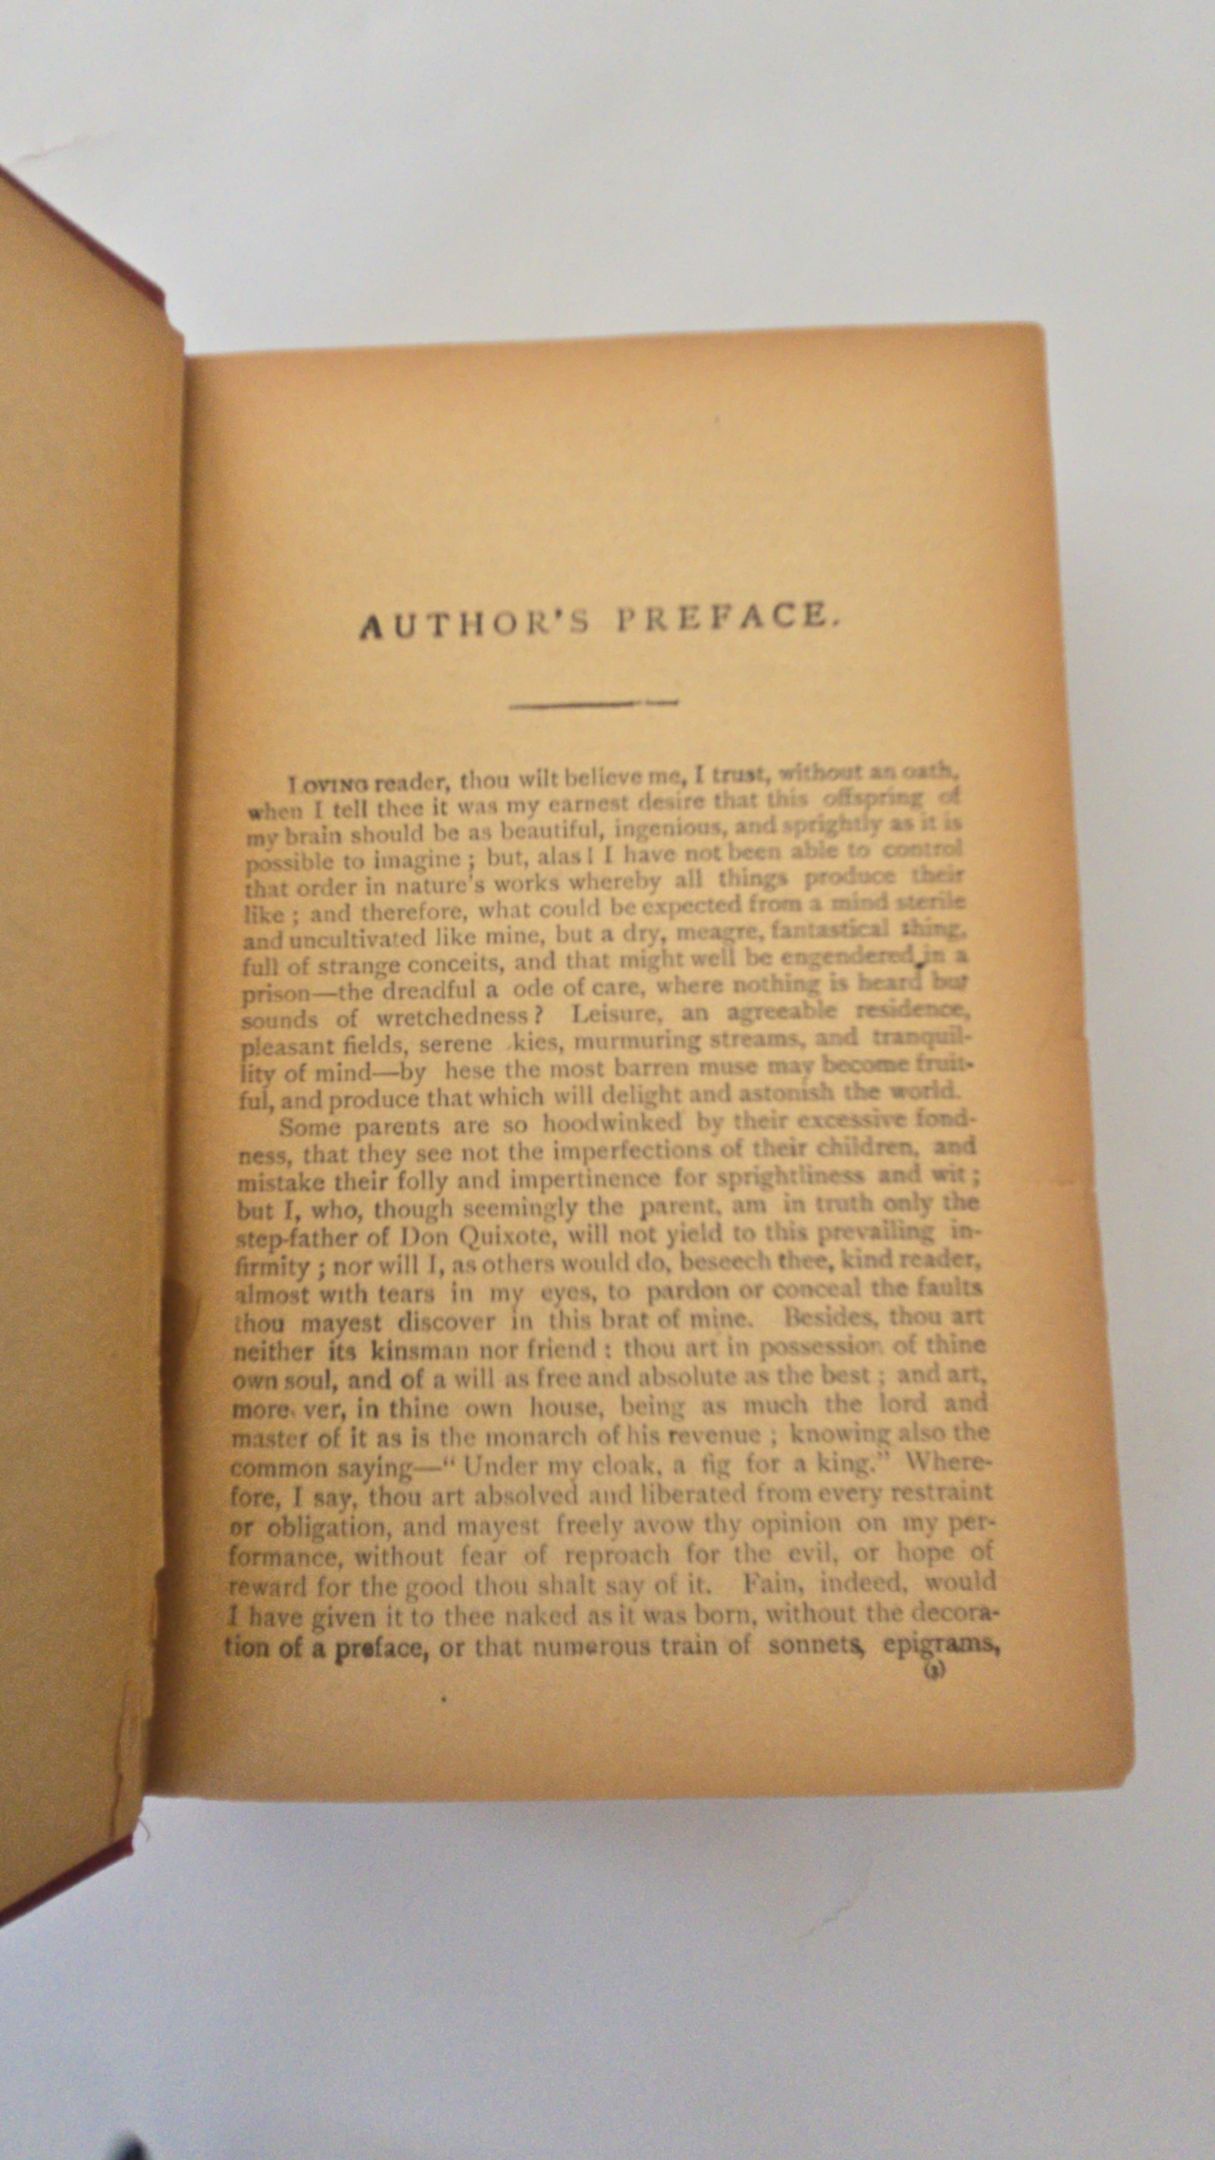 AUTHOR'S PREFACE.
LOVING reader, thou wilt believe me, I trust, without an oath,
when I tell thee it was my earnest desire that this offspring of
my brain should be as beautiful, ingenious, and sprightly as it is
possible to imagine ; but, alas! I have not been able to control
that order in nature's works whereby all things produce their
like ; and therefore, what could be expected from a mind sterile
and uncultivated like mine, but a dry, meagre, fantastical thing,
full of strange conceits, and that might well be engendered in a
prison—the dreadful a ode of care, where nothing is heard but
sounds of wretchedness? Leisure, an agreeable residence,
pleasant fields, serene kies, murmuring streams, and tranquil-
lity of mind—by hese the most barren muse may become fruit-
ful, and produce that which will delight and astonish the world.
Some parents are so hoodwinked by their excessive fond-
ness, that they see not the imperfections of their children, and
mistake their folly and impertinence for sprightliness and wit ;
but I, who, though seemingly the parent, am in truth only the
step-father of Don Quixote, will not yield to this prevailing in-
firmity ; nor will I, as others would do, beseech thee, kind reader,
almost with tears in my eyes, to pardon or conceal the faults
thou mayest discover in this brat of mine. Besides, thou art
neither its kinsman nor friend : thou art in possession of thine
own soul, and of a will as free and absolute as the best ; and art,
more ver, in thine own house, being as much the lord and
master of it as is the monarch of his revenue ; knowing also the
common saying—“ Under my cloak, a fig for a king.” Where-
fore, I say, thou art absolved and liberated from every restraint
or obligation, and mayest freely avow thy opinion on my per-
formance, without fear of reproach for the evil, or hope of
reward for the good thou shalt say of it. Fain, indeed, would
I have given it to thee naked as it was born, without the decora-
tion of a preface, or that numerous train of sonnets, epigrams,